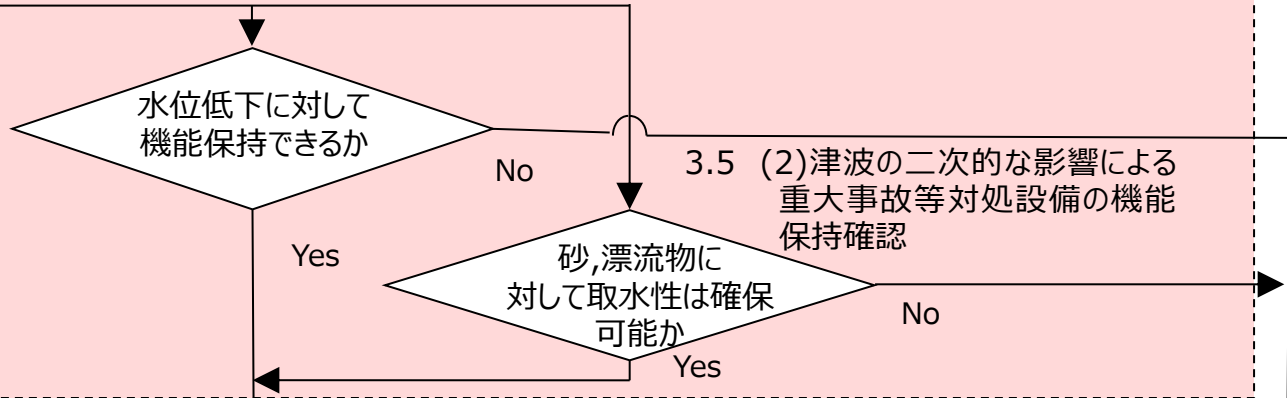 水位低下に対して
機能保持できるか
No
Yes
3.5 (2)津波の二次的な影響による
重大事故等対処設備の機能
保持確認
砂,漂流物に
対して取水性は確保
可能か
No
Yes